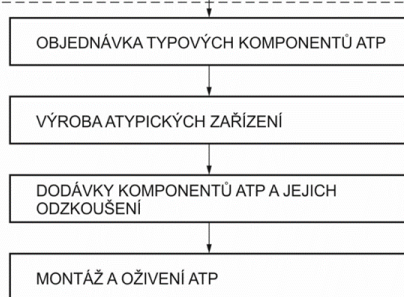 OBJEDNÁVKA TYPOVÝCH KOMPONENTŮ ATP
VÝROBA ATYPICKÝCH ZAŘÍZENÍ
DODÁVKY KOMPONENTŮ ATP A JEJICH
ODZKOUŠENÍ
MONTÁŽ A OŽIVENÍ ATP